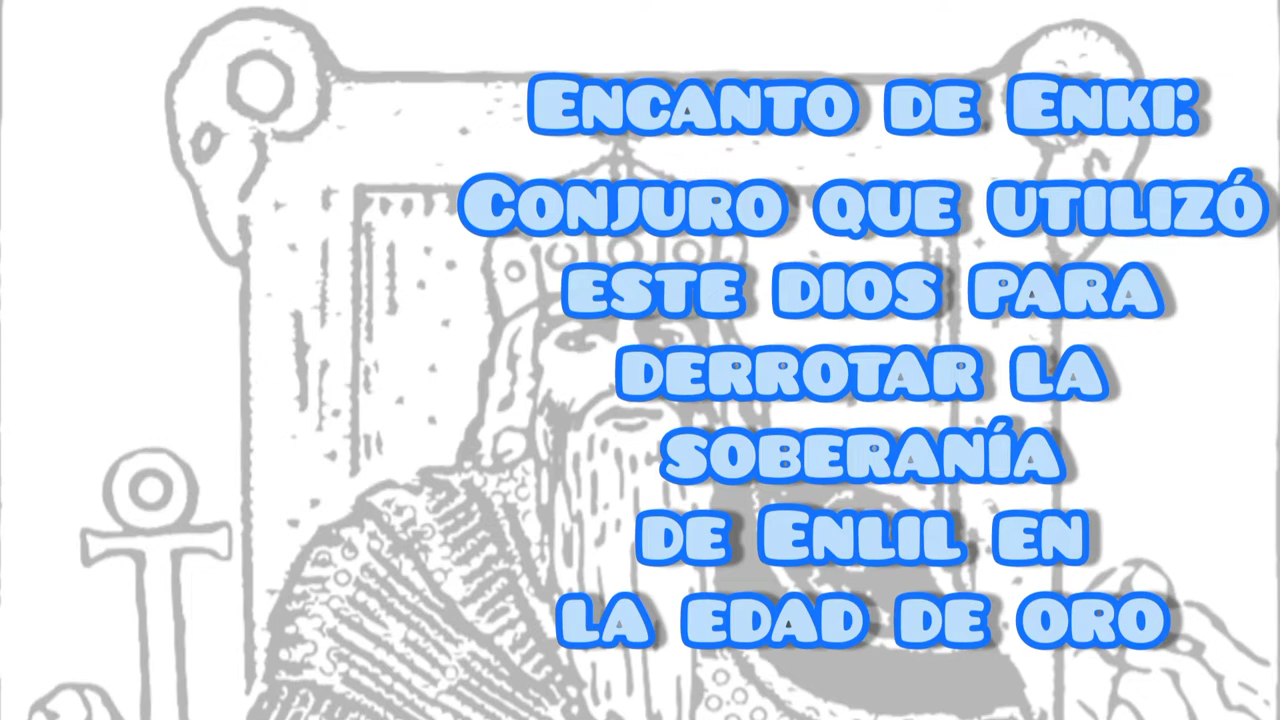 Encanto de Enki:
Conjuro que utilizó
este dios para
derrotar la
soberanía
de Enlil en
la edad de oro